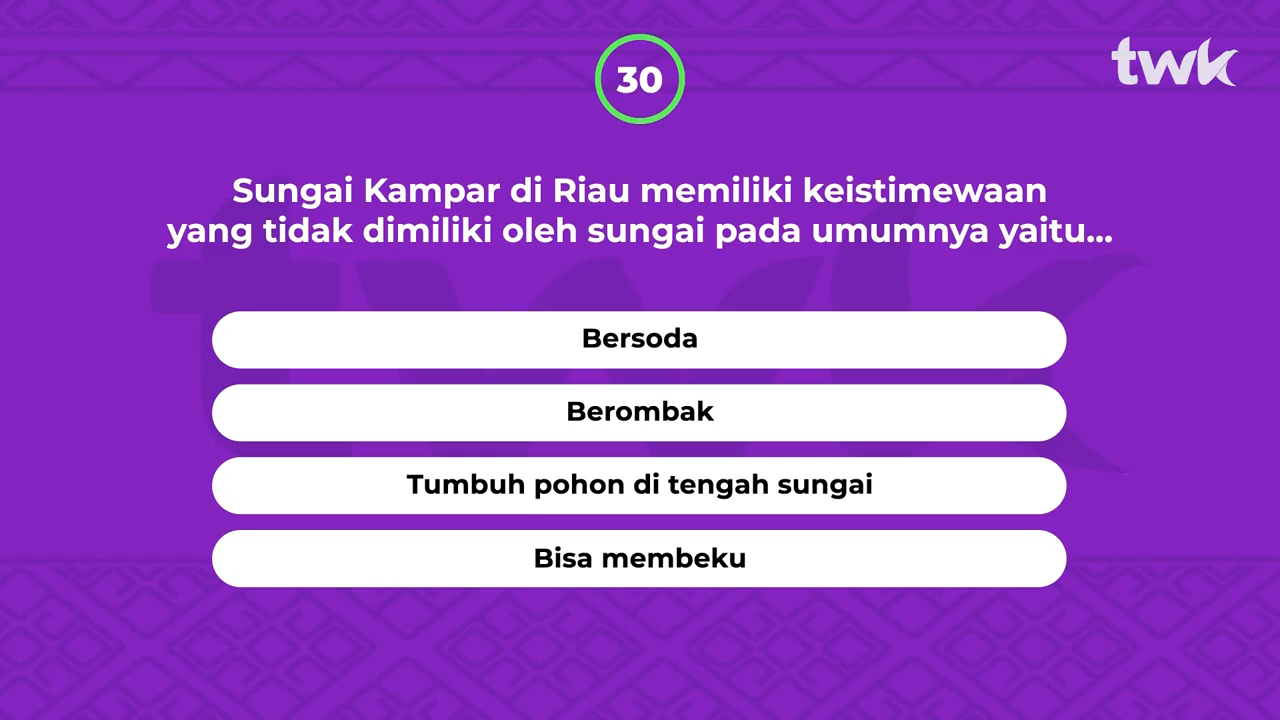 30
twk
Sungai Kampar di Riau memiliki keistimewaan
yang tidak dimiliki oleh sungai pada umumnya yaitu...
Bersoda
Berombak
Tumbuh pohon di tengah sungai
Bisa membeku